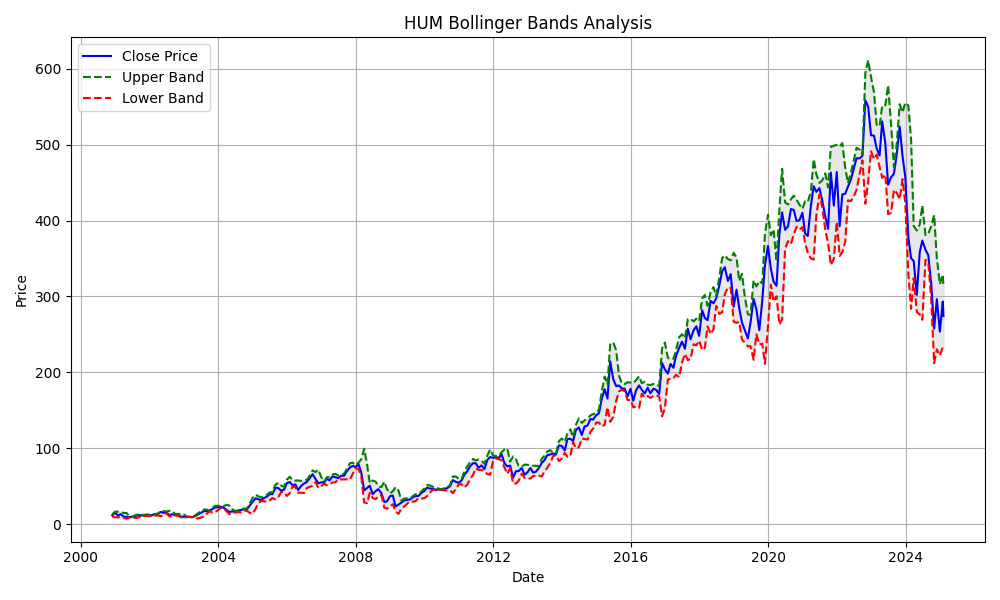 HUM Bollinger Bands Analysis
Close Price
Upper Band
Lower Band
600
500
400
300
200
100
0
Price
2000 2004 2008 2012 2016 2020 2024
Date